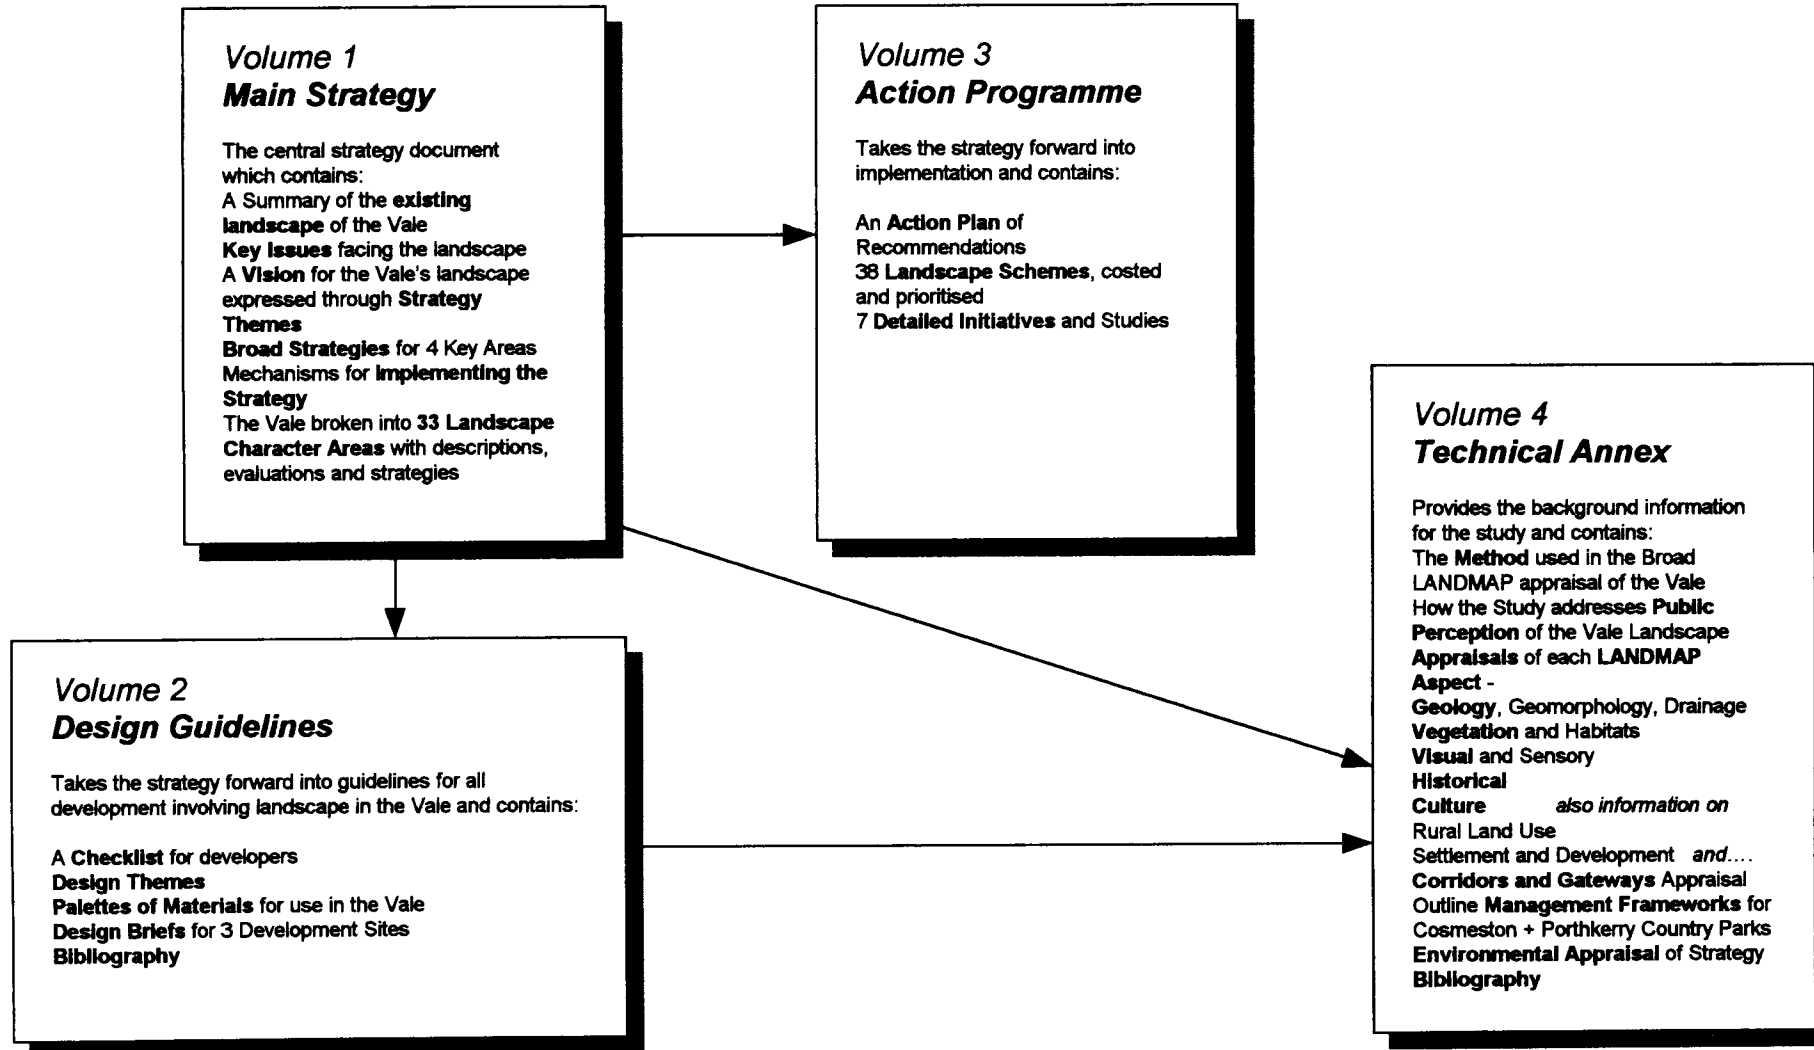 Volume 1
Main Strategy
The central strategy document
which contains:
A Summary of the existing
landscape of the Vale
Key Issues facing the landscape
A Vision for the Vale's landscape
expressed through Strategy
Themes
Broad Strategies for 4 Key Areas
Mechanisms for Implementing the
Strategy
The Vale broken into 33 Landscape
Character Areas with descriptions,
evaluations and strategies
Volume 3
Action Programme
Takes the strategy forward into
implementation and contains:
An Action Plan of
Recommendations
38 Landscape Schemes, costed
and prioritised
7 Detailed Initiatives and Studies
Volume 2
Design Guidelines
Takes the strategy forward into guidelines for all
development involving landscape in the Vale and contains:
A Checklist for developers
Design Themes
Palettes of Materials for use in the Vale
Design Briefs for 3 Development Sites
Bibliography
Volume 4
Technical Annex
Provides the background information
for the study and contains:
The Method used in the Broad
LANDMAP appraisal of the Vale
How the Study addresses Public
Perception of the Vale Landscape
Appraisals of each LANDMAP
Aspect -
Geology, Geomorphology, Drainage
Vegetation and Habitats
Visual and Sensory
Historical
Culture also information on
Rural Land Use
Settlement and Development and....
Corridors and Gateways Appraisal
Outline Management Frameworks for
Cosmeston + Porthkerry Country Parks
Environmental Appraisal of Strategy
Bibliography